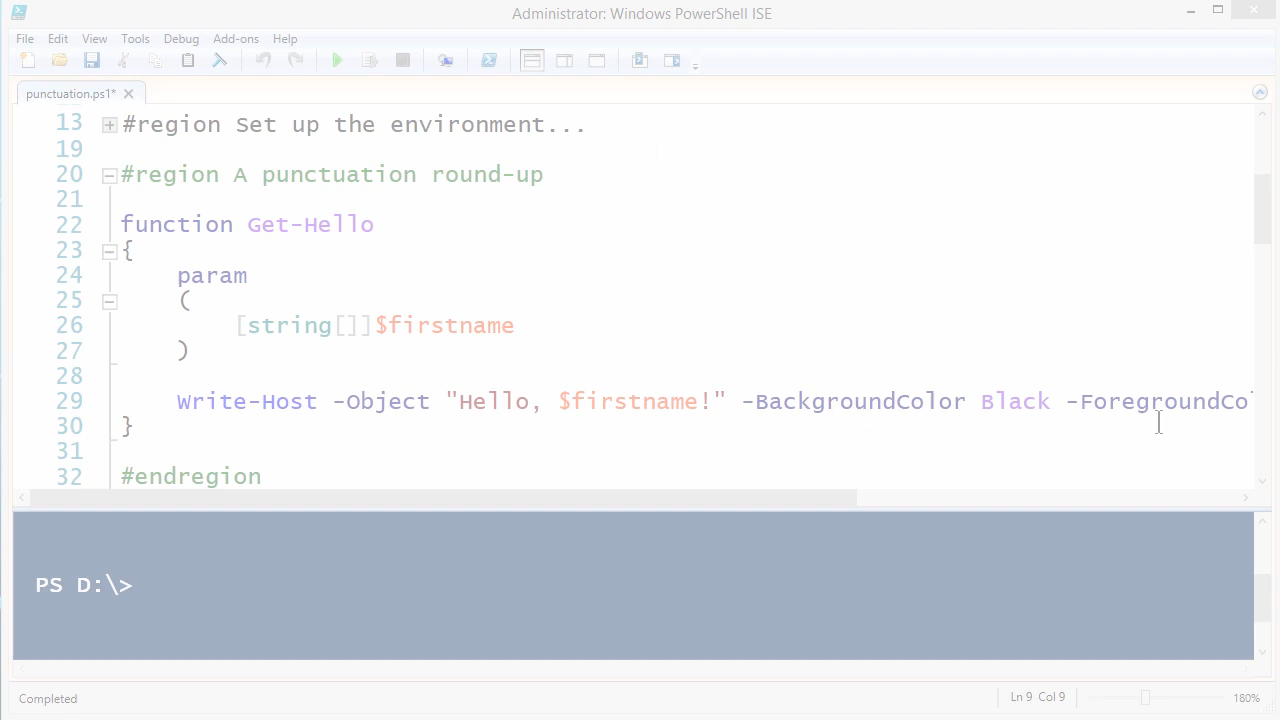 Administrator: Windows PowerShell ISE
File Edit View Tools Debug Add-ons Help
punctuation.ps1*
13 #region Set up the environment...
19
20 #region A punctuation round-up
21
22 function Get-Hello
23 {
24 param
25 (
26 [string[]]$firstname
27 )
28
29 Write-Host -Object "Hello, $firstname!" -BackgroundColor Black -ForegroundCol
30 }
31
32 #endregion
PS D:\>
Completed
Ln 9 Col 9
180%